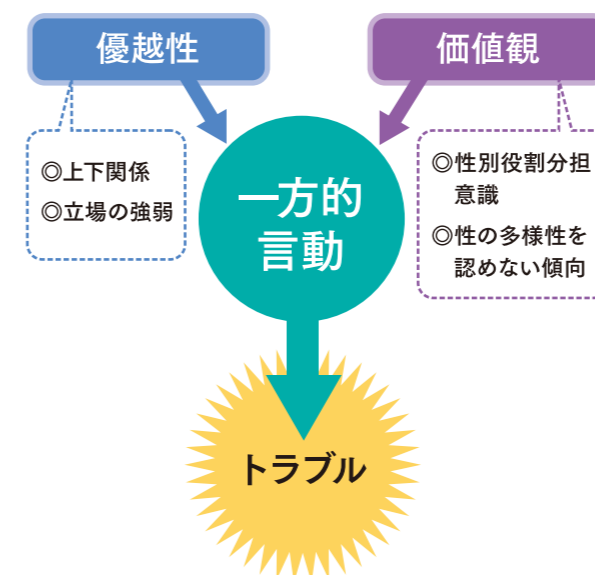 優越性
価値観
◎上下関係
◎立場の強弱
◎性別役割分担
意識
◎性の多様性を
認めない傾向
一方的
言動
トラブル